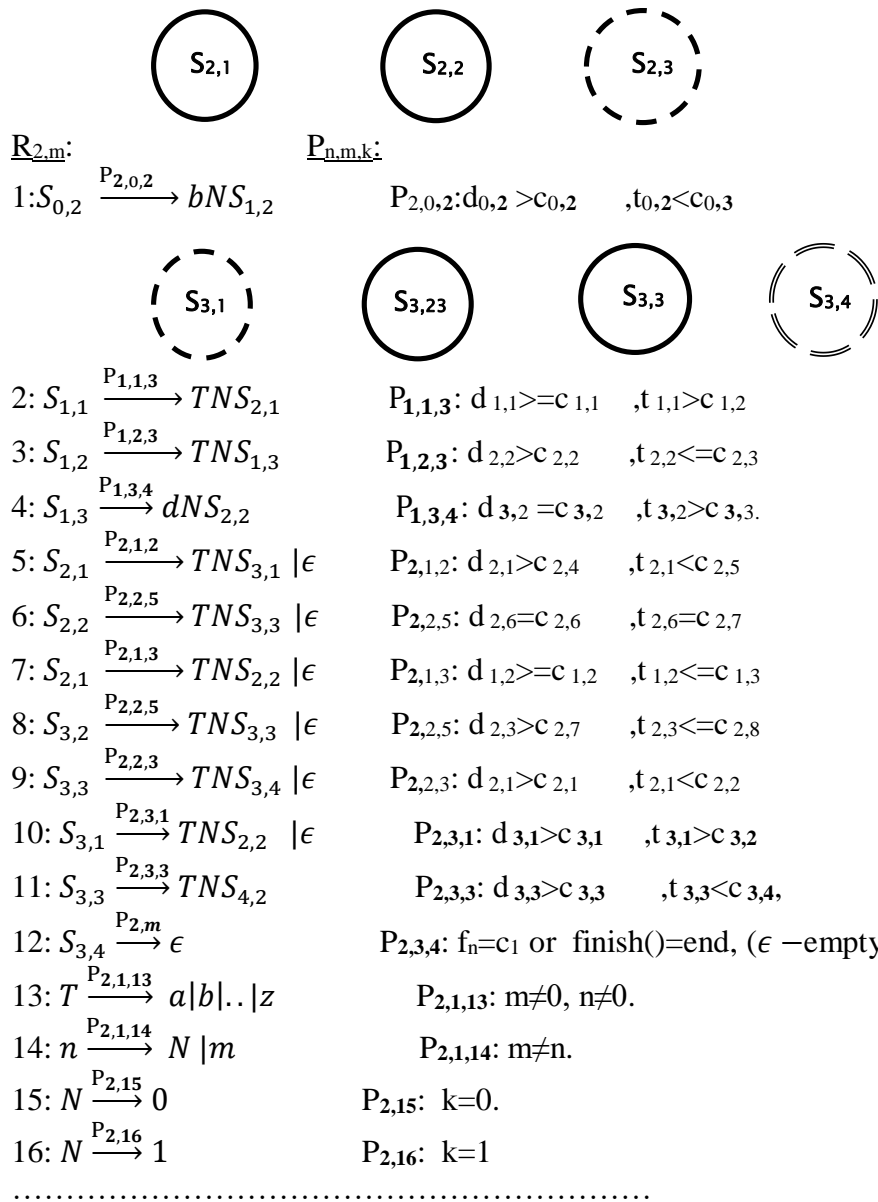 S2,1 S2,2 S2,3
R2,m: Pn,m,k:
1:S0,2 P2,0,2→ bNS1,2 P2,0,2:d0,2 >c0,2 ,t0,2<c0,3
S3,1 S3,23 S3,3 S3,4
2: S1,1 P1,1,3→ TNS2,1 P1,1,3: d 1,1>=c 1,1 ,t 1,1>c 1,2
3: S1,2 P1,2,3→ TNS1,3 P1,2,3: d 2,2>c 2,2 ,t 2,2<=c 2,3
4: S1,3 P1,3,4→ dNS2,2 P1,3,4: d 3,2 =c 3,2 ,t 3,2>c 3,3.
5: S2,1 P2,1,2→ TNS3,1 |ϵ P2,1,2: d 2,1>c 2,4 ,t 2,1<c 2,5
6: S2,2 P2,2,5→ TNS3,3 |ϵ P2,2,5: d 2,6=c 2,6 ,t 2,6=c 2,7
7: S2,1 P2,1,3→ TNS2,2 |ϵ P2,1,3: d 1,2>=c 1,2 ,t 1,2<=c 1,3
8: S3,2 P2,2,5→ TNS3,3 |ϵ P2,2,5: d 2,3>c 2,7 ,t 2,3<=c 2,8
9: S3,3 P2,2,3→ TNS3,4 |ϵ P2,2,3: d 2,1>c 2,1 ,t 2,1<c 2,2
10: S3,1 P2,3,1→ TNS2,2 |ϵ P2,3,1: d 3,1>c 3,1 ,t 3,1>c 3,2
11: S3,3 P2,3,3→ TNS4,2 P2,3,3: d 3,3>c 3,3 ,t 3,3<c 3,4,
12: S3,4 P2,m→ ϵ P2,3,4: fn=c1 or finish()=end, (ϵ −empty
13: T P2,1,13→ a|b|..|z P2,1,13: m≠0, n≠0.
14: n P2,1,14→ N |m P2,1,14: m≠n.
15: N P2,15→ 0 P2,15: k=0.
16: N P2,16→ 1 P2,16: k=1
…………………………………………………………